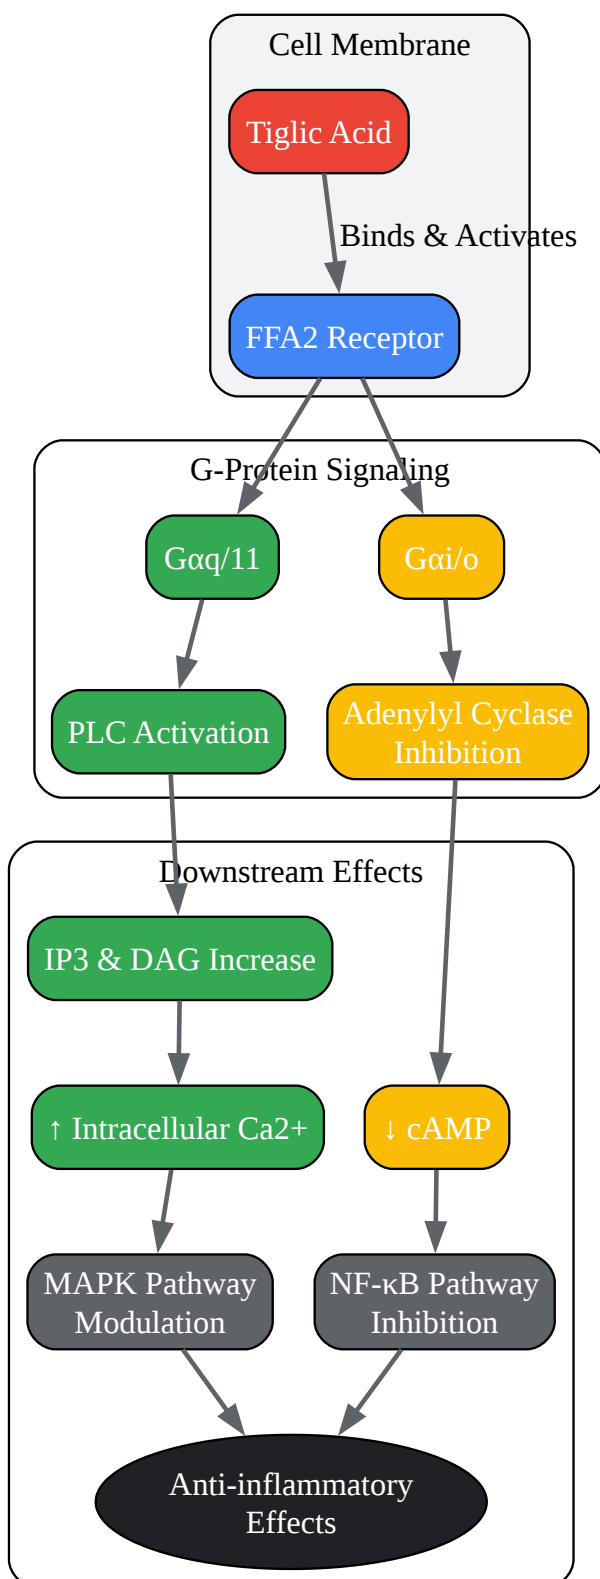 Cell Membrane
Tiglic Acid
Binds & Activates
FFA2 Receptor
G-Protein Signaling
Gαq/11
Gαi/o
PLC Activation
Adenylyl Cyclase
Inhibition
Downstream Effects
IP3 & DAG Increase
↑ Intracellular Ca2+
↓ cAMP
MAPK Pathway
Modulation
NF-κB Pathway
Inhibition
Anti-inflammatory
Effects